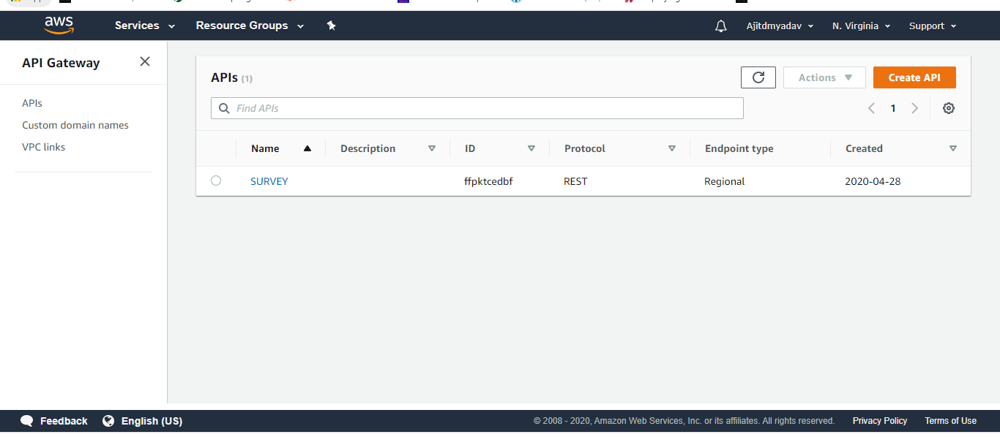 aws Services Resource Groups Ajitdmyadav N. Virginia Support
API Gateway
APIs
Custom domain names
VPC links
APIs (1) Actions Create API
Find APIs 1
Name Description ID Protocol Endpoint type Created
SURVEY ffpktcedbf REST Regional 2020-04-28
Feedback English (US) © 2008 - 2020, Amazon Web Services, Inc. or its affiliates. All rights reserved. Privacy Policy Terms of Use